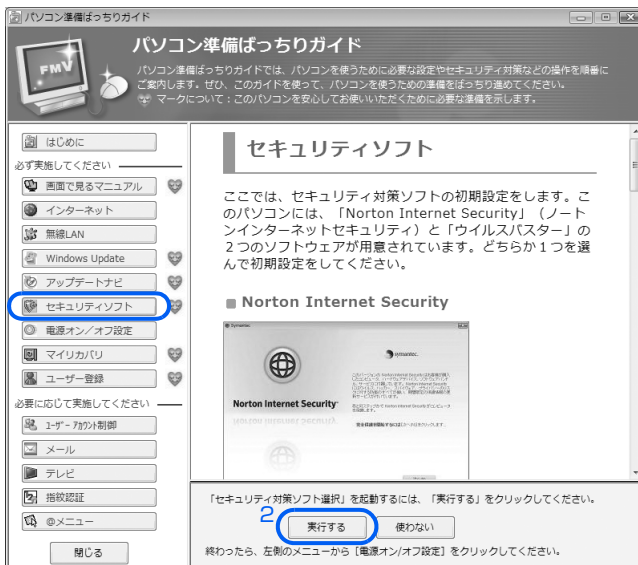 パソコン準備ばっちりガイド
FMV
パソコン準備ばっちりガイド
パソコン準備ばっちりガイドでは、パソコンを使うために必要な設定やセキュリティ対策などの操作を順番に
ご案内します。ぜひ、このガイドを使って、パソコンを使うための準備をばっちり進めてください。
マークについて：このパソコンを安心してお使いいただくために必要な準備を示します。
はじめに
必ず実施してください
画面で見るマニュアル
インターネット
無線LAN
Windows Update
アップデートナビ
セキュリティソフト
電源オン／オフ設定
マイリカバリ
ユーザー登録
必要に応じて実施してください
ユーザーアカウント制御
メール
テレビ
指紋認証
@メニュー
閉じる
セキュリティソフト
ここでは、セキュリティ対策ソフトの初期設定をします。こ
のパソコンには、「Norton Internet Security」（ノート
ンインターネットセキュリティ）と「ウイルスバスター」の
２つのソフトウェアが用意されています。どちらか１つを選
んで初期設定をしてください。
Norton Internet Security
Symantec
symantec.
Norton Internet Security
「セキュリティ対策ソフト選択」を起動するには、「実行する」をクリックしてください。
2
実行する
使わない
終わったら、左側のメニューから［電源オン/オフ設定］をクリックしてください。